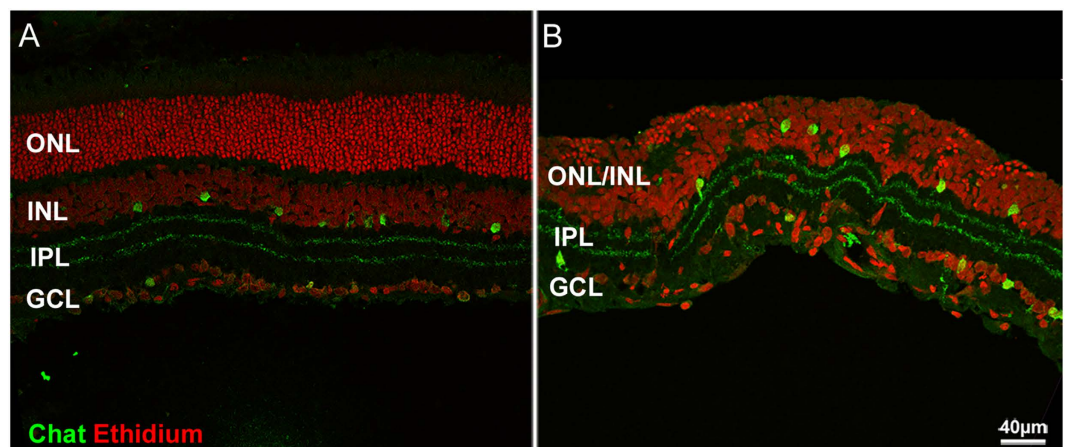 A
ONL
INL
IPL
GCL
Chat Ethidium
B
ONL/INL
IPL
GCL
40µm